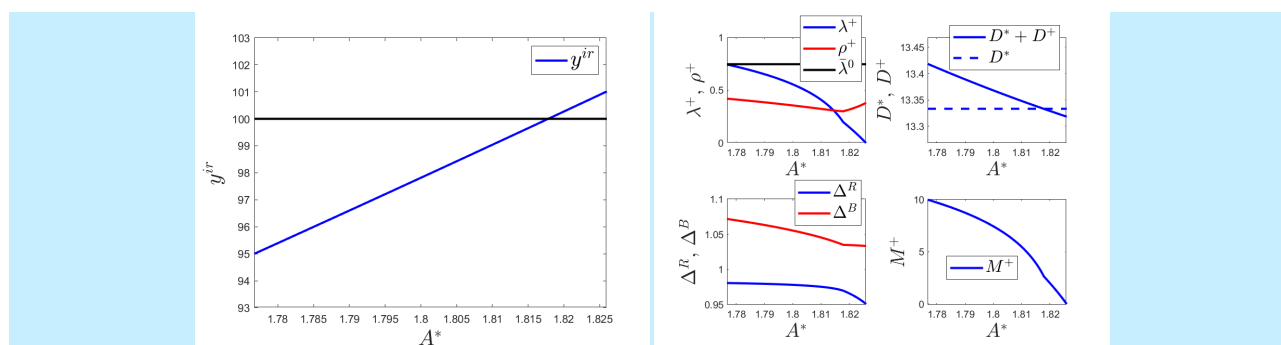 103
102
101
100
99
98
97
96
95
94
93
y^{ir}
y^{ir}
1.78 1.785 1.79 1.795 1.8 1.805 1.81 1.815 1.82 1.825
A^*
λ^+
ρ^+
\bar{λ}^0
1
0.5
0
λ^+, ρ^+
1.78 1.79 1.8 1.81 1.82
A^*
D^* + D^+
D^*
13.45
13.4
13.35
13.3
D^*, D^+
1.78 1.79 1.8 1.81 1.82
A^*
Δ^R
Δ^B
1.1
1.05
1
0.95
Δ^R, Δ^B
1.78 1.79 1.8 1.81 1.82
A^*
10
5
0
M^+
M^+
1.78 1.79 1.8 1.81 1.82
A^*